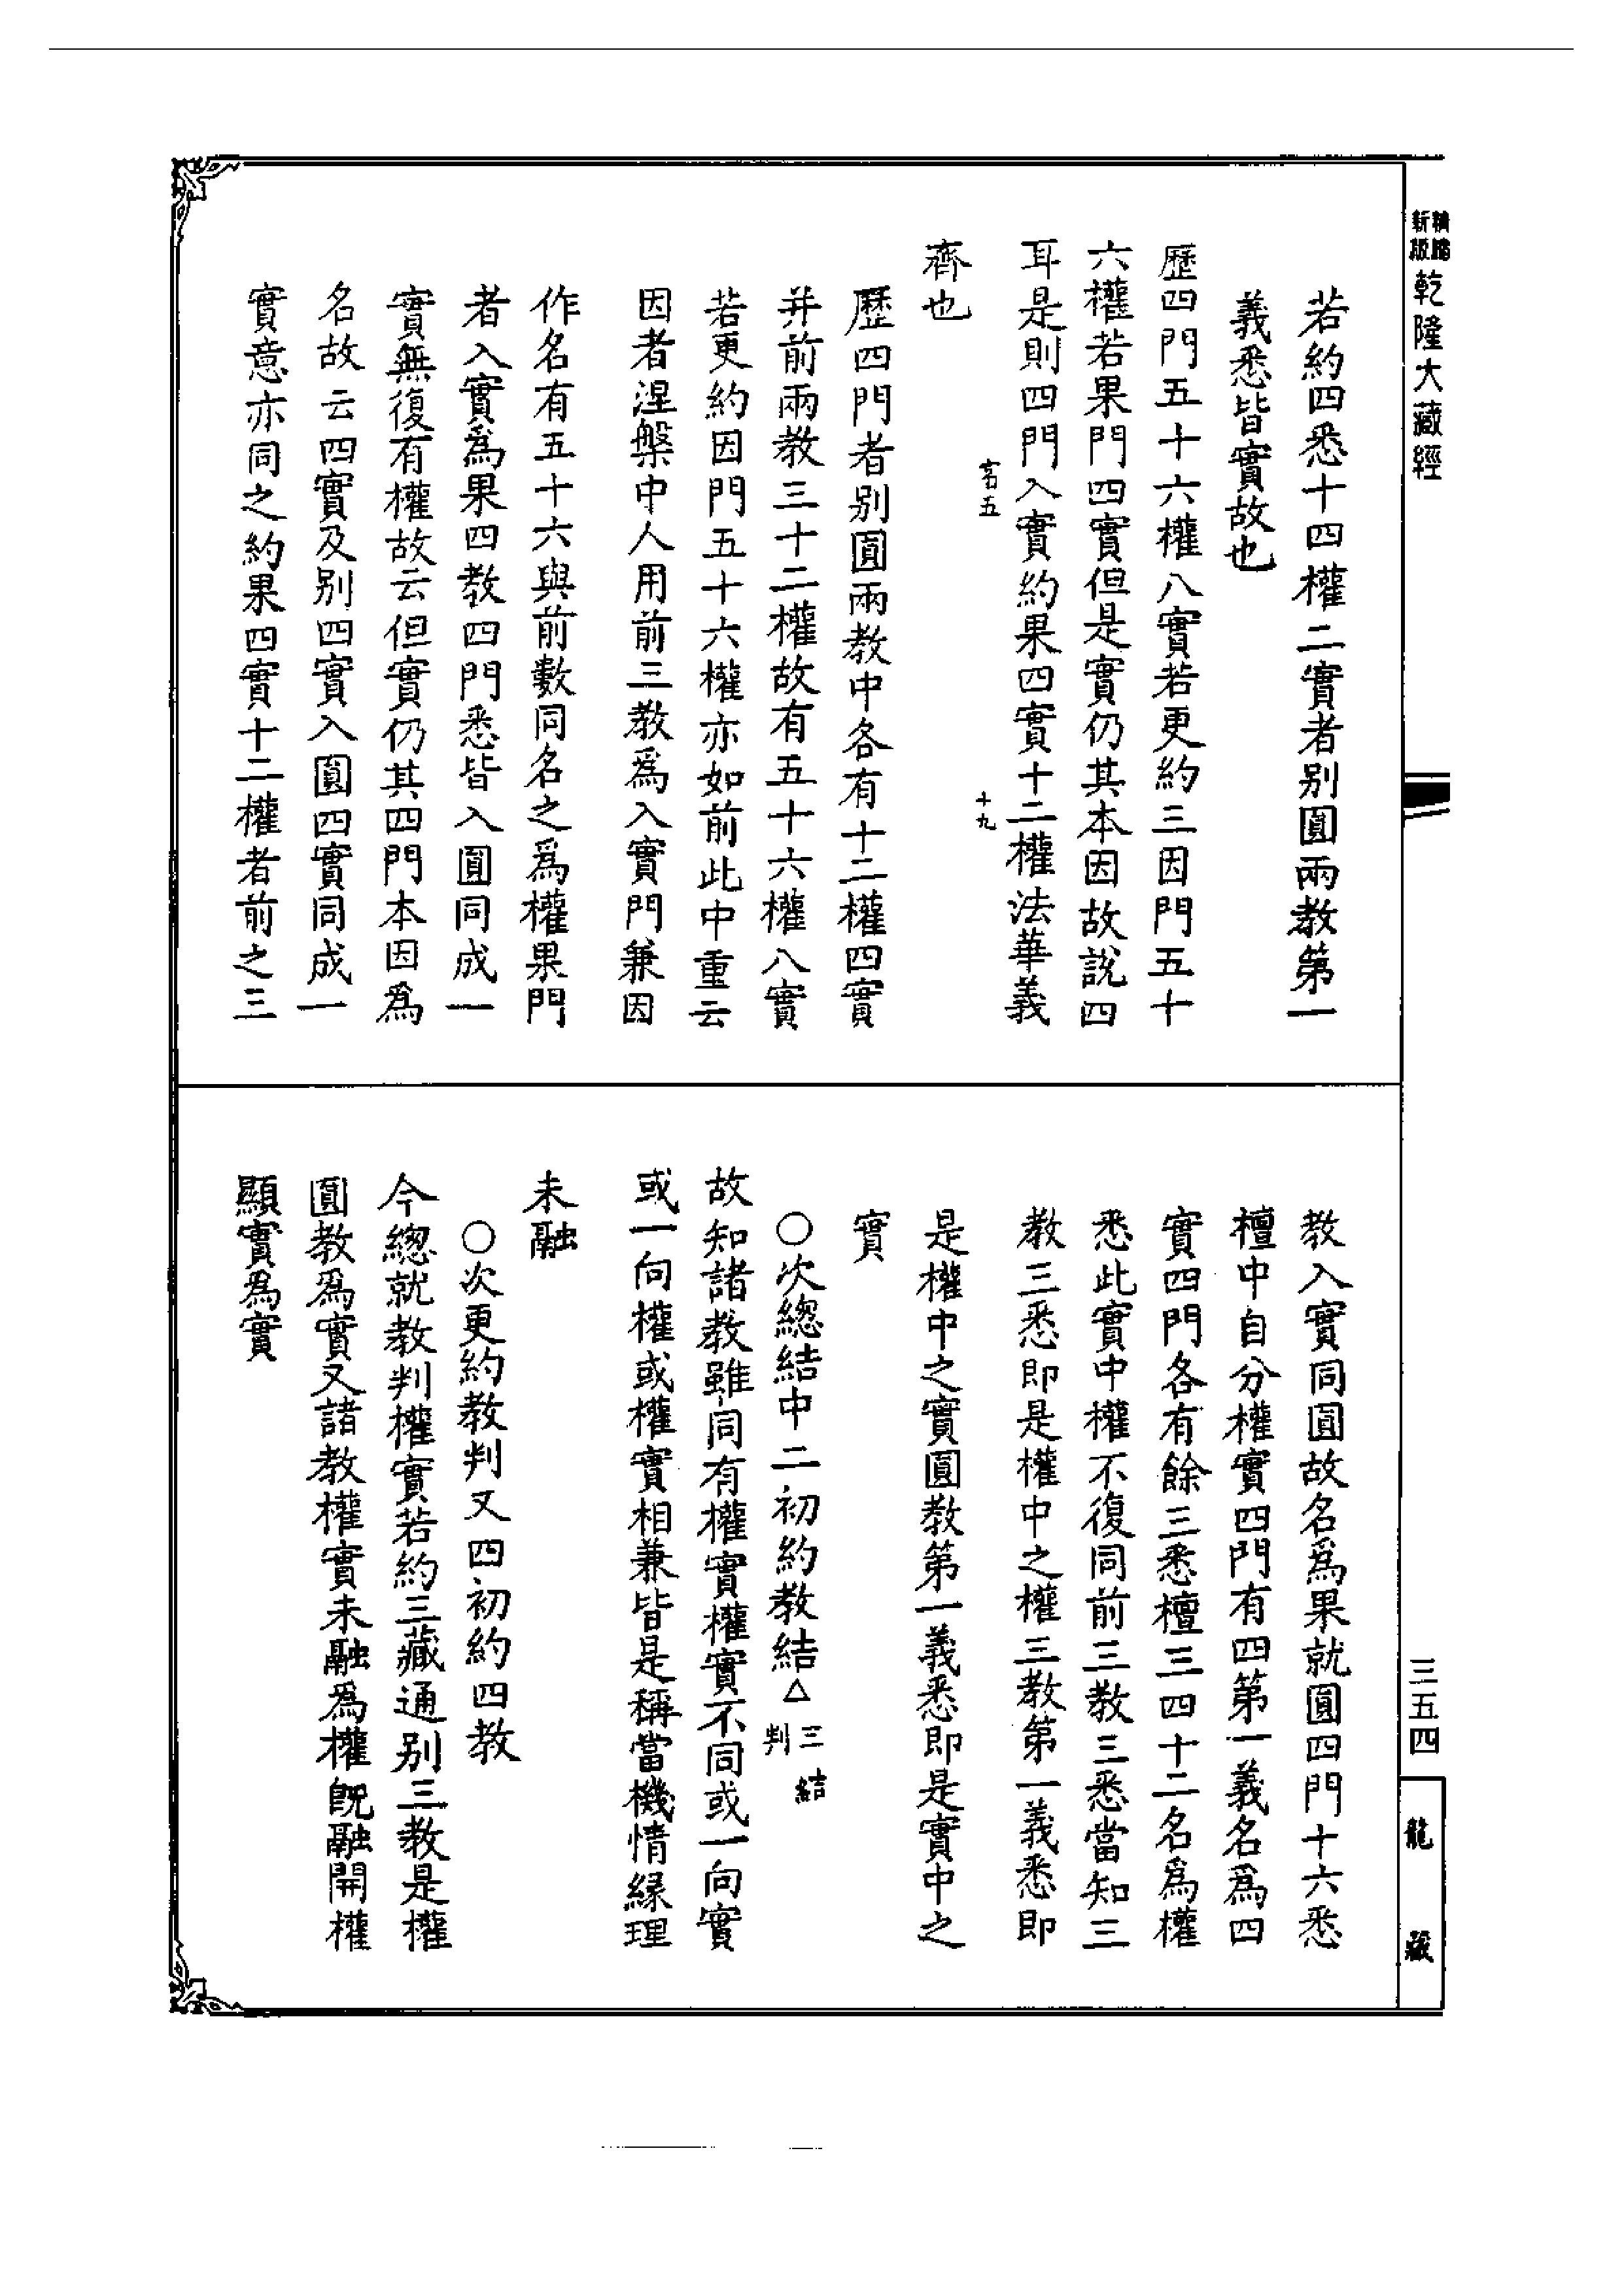 精縮新版乾隆大藏經
若約四悉十四權二實者別圓兩教第一
義悉皆實故也
歷四門五十六權八實若更約三因門五十
六權若果門四實但是實仍其本因故說四
耳是則四門入實約果四實十二權法華義
高五　十九
齊也
歷四門者別圓兩教中各有十二權四實
并前兩教三十二權故有五十六權八實
若更約因門五十六權亦如前此中重云
因者涅槃中人用前三教為入實門兼因
作名有五十六與前數同名之為權果門
者入實為果四教四門悉皆入圓同成一
實無復有權故云但實仍其四門本因為
名故云四實及別四實入圓四實同成一
實意亦同之約果四實十二權者前之三
教入實同圓故名為果就圓四門十六悉
檀中自分權實四門有四第一義名為四
實四門各有餘三悉檀三四十二名為權
悉此實中權不復同前三教三悉當知三
教三悉即是權中之權三教第一義悉即
是權中之實圓教第一義悉即是實中之
實
○次總結中二初約教結△三結判
故知諸教雖同有權實權實不同或一向實
或一向權或權實相兼皆是稱當機情緣理
未融
○次更約教判又四初約四教
今總就教判權實若約三藏通別三教是權
圓教為實又諸教權實未融為權既融開權
顯實為實
三五四
龍藏